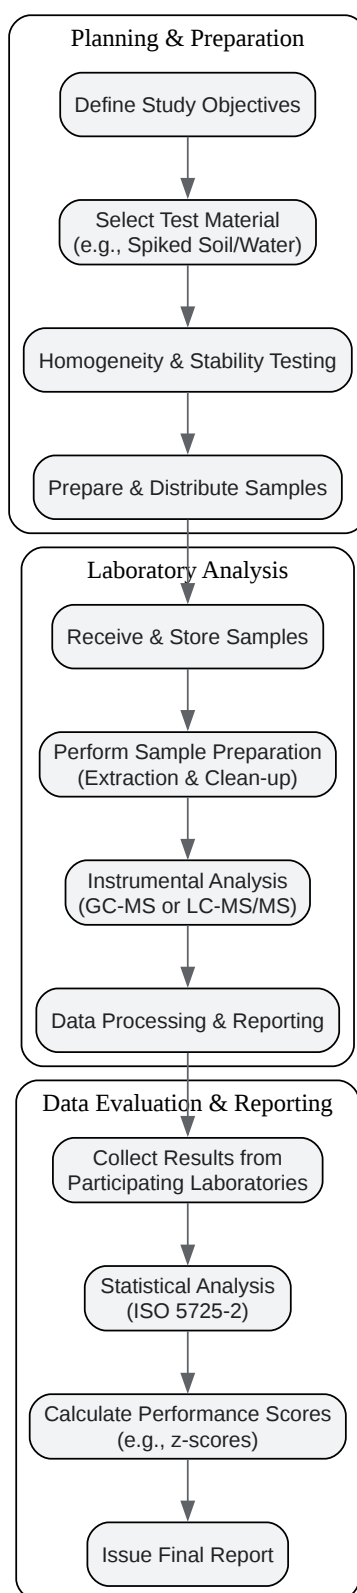 Planning & Preparation
Define Study Objectives
Select Test Material
(e.g., Spiked Soil/Water)
Homogeneity & Stability Testing
Prepare & Distribute Samples
Laboratory Analysis
Receive & Store Samples
Perform Sample Preparation
(Extraction & Clean-up)
Instrumental Analysis
(GC-MS or LC-MS/MS)
Data Processing & Reporting
Data Evaluation & Reporting
Collect Results from
Participating Laboratories
Statistical Analysis
(ISO 5725-2)
Calculate Performance Scores
(e.g., z-scores)
Issue Final Report